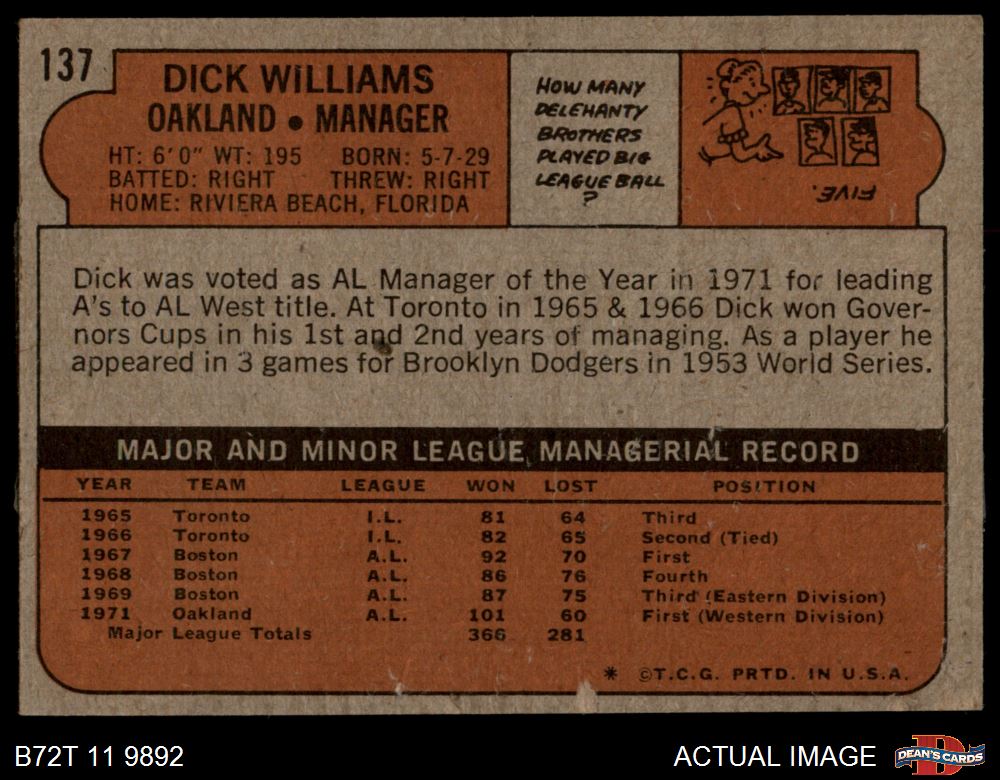 137
DICK WILLIAMS
OAKLAND • MANAGER
HT: 6'0" WT: 195 BORN: 5-7-29
BATTED: RIGHT THREW: RIGHT
HOME: RIVIERA BEACH, FLORIDA
HOW MANY
DELEHANTY
BROTHERS
PLAYED BIG
LEAGUE BALL
?
FIVE.
Dick was voted as AL Manager of the Year in 1971 for leading
A's to AL West title. At Toronto in 1965 & 1966 Dick won Gover-
nors Cups in his 1st and 2nd years of managing. As a player he
appeared in 3 games for Brooklyn Dodgers in 1953 World Series.
MAJOR AND MINOR LEAGUE MANAGERIAL RECORD
YEAR TEAM LEAGUE WON LOST POSITION
1965 Toronto I.L. 81 64 Third
1966 Toronto I.L. 82 65 Second (Tied)
1967 Boston A.L. 92 70 First
1968 Boston A.L. 86 76 Fourth
1969 Boston A.L. 87 75 Third (Eastern Division)
1971 Oakland A.L. 101 60 First (Western Division)
Major League Totals 366 281
* ©T.C.G. PRTD. IN U.S.A.
B72T 11 9892
ACTUAL IMAGE
DEAN'S CARDS